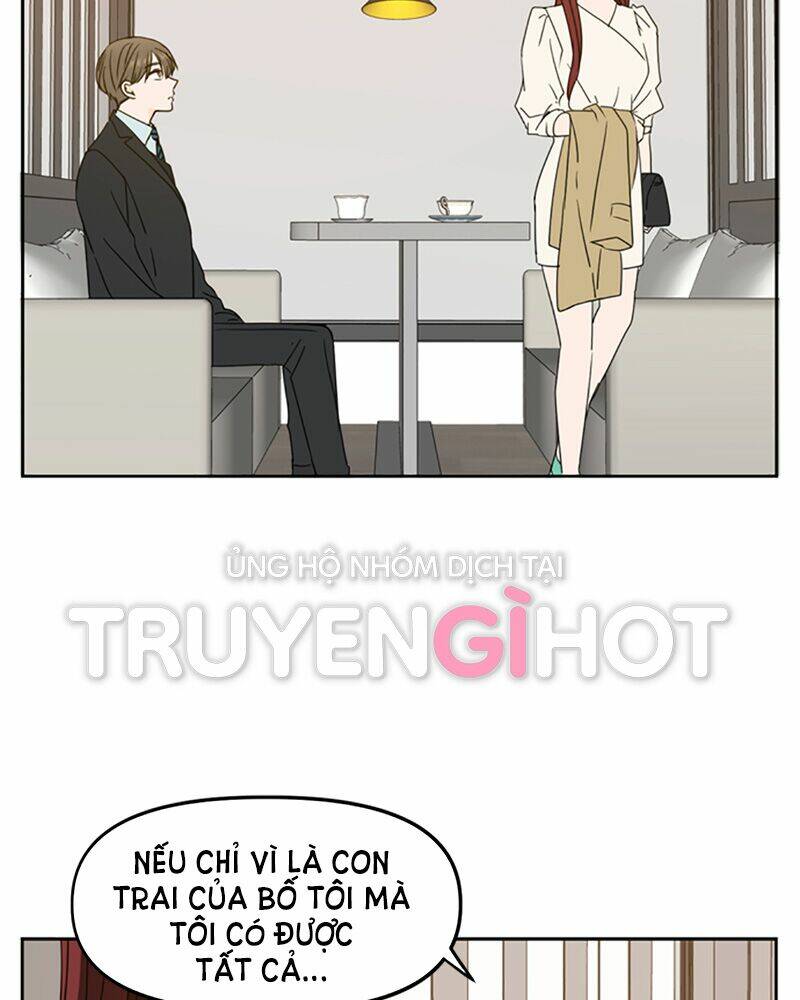 ỦNG HỘ NHÓM DỊCH TẠI
TRUYENGÌHOT
NẾU CHỈ VÌ LÀ CON
TRAI CỦA BỐ TÔI MÀ
TÔI CÓ ĐƯỢC
TẤT CẢ...